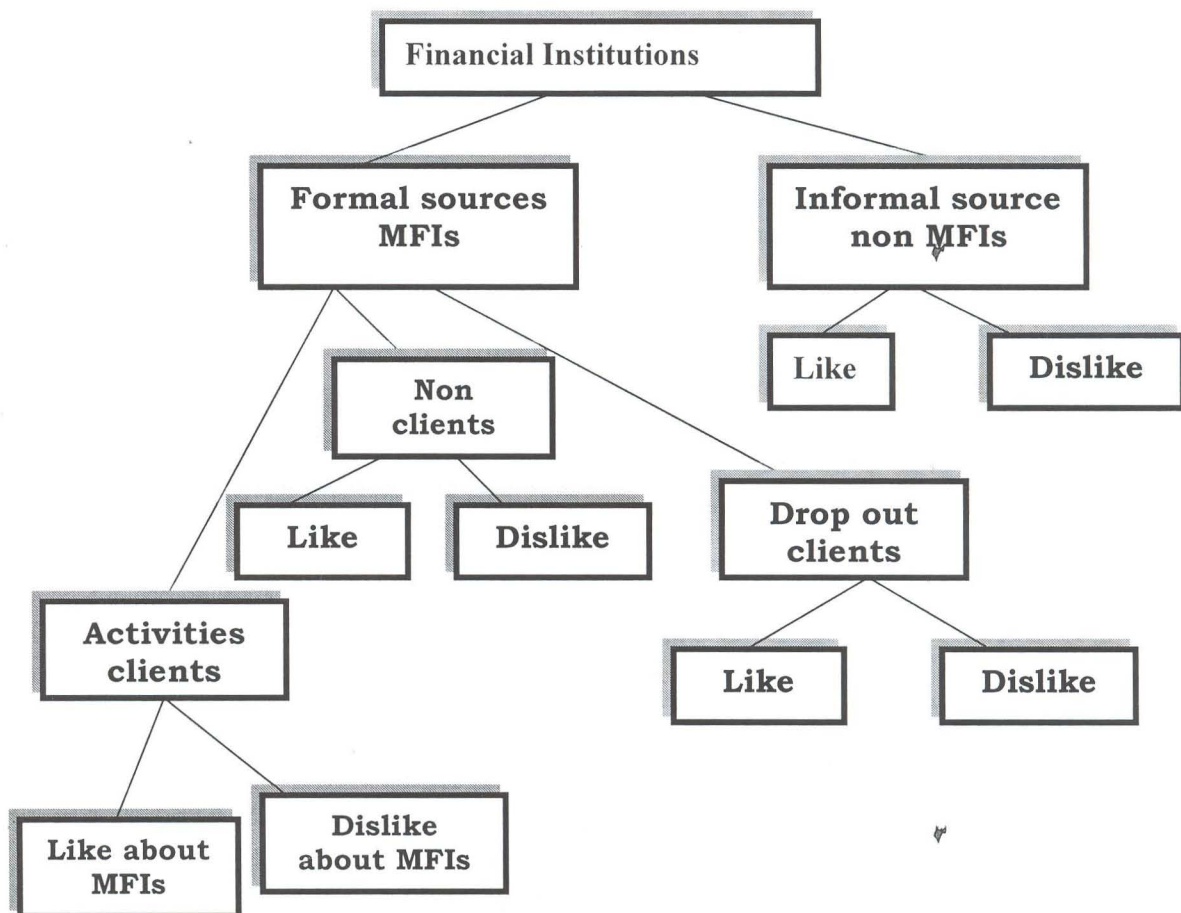 Financial Institutions
Formal sources
MFIs
Informal source
non MFIs
Like
Dislike
Non
clients
Like
Dislike
Drop out
clients
Activities
clients
Like
Dislike
Like about
MFIs
Dislike
about MFIs